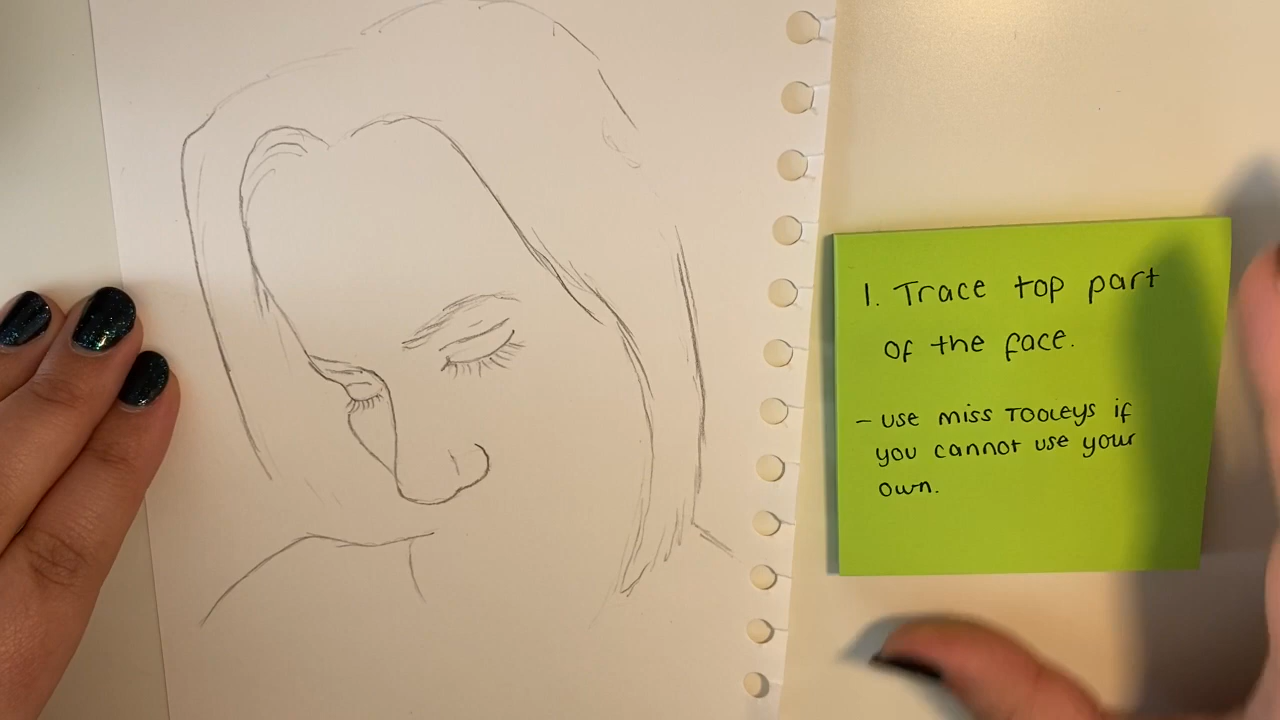 1. Trace top part
of the face.
- use miss Tooleys if
you cannot use your
own.